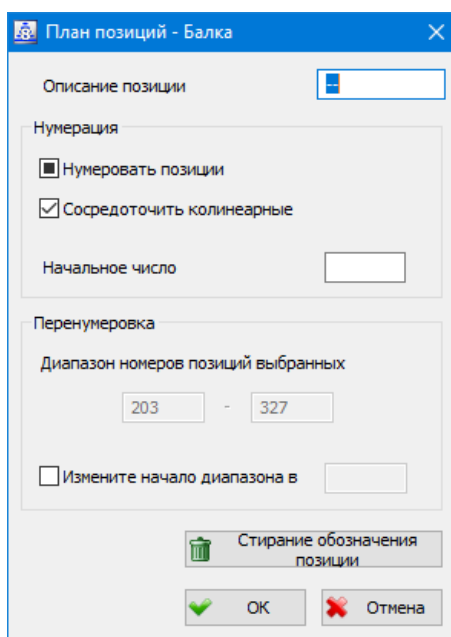 План позиций - Балка
Описание позиции --
Нумерация
Нумеровать позиции
Сосредоточить колинеарные
Начальное число
Перенумеровка
Диапазон номеров позиций выбранных
203 - 327
Измените начало диапазона в
Стирание обозначения
позиции
OK Отмена